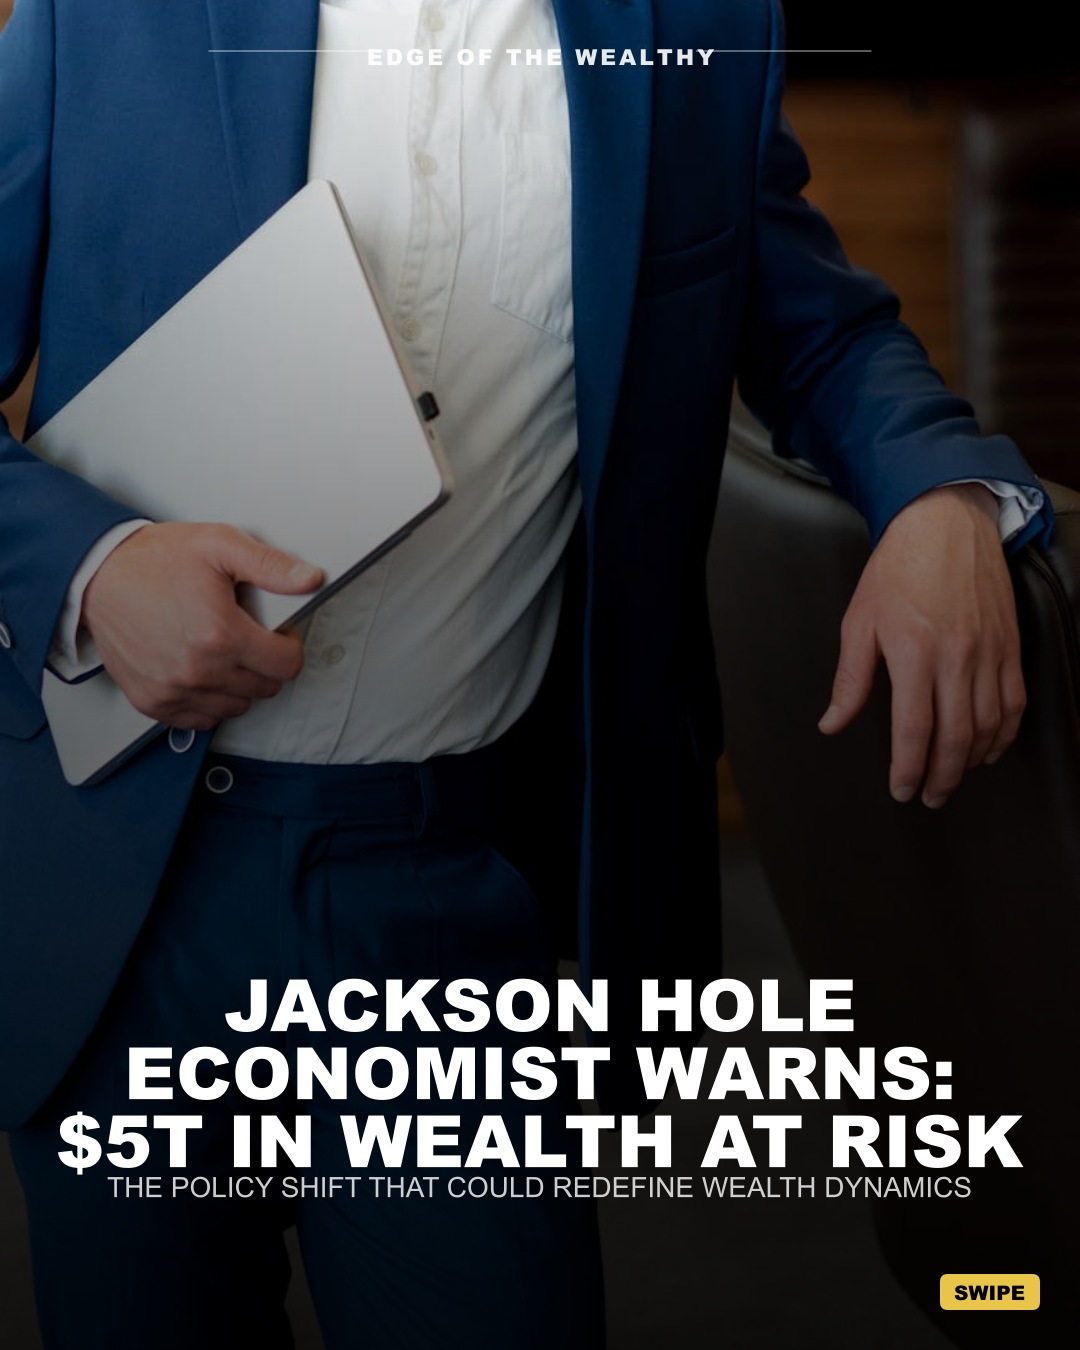 EDGE OF THE WEALTHY
JACKSON HOLE
ECONOMIST WARNS:
$5T IN WEALTH AT RISK
THE POLICY SHIFT THAT COULD REDEFINE WEALTH DYNAMICS
SWIPE